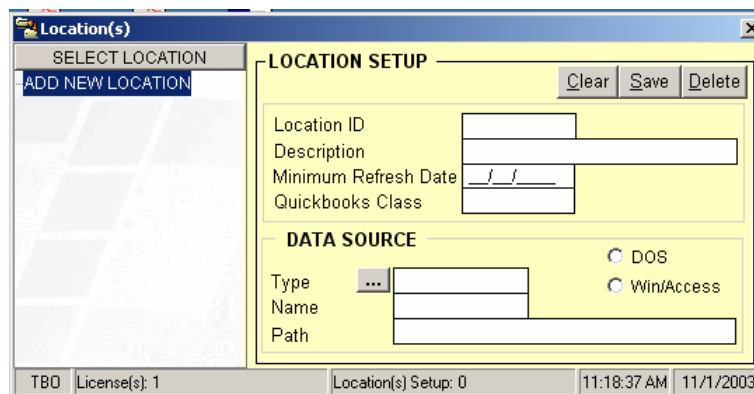 Location(s)
SELECT LOCATION
ADD NEW LOCATION
LOCATION SETUP
Clear Save Delete
Location ID
Description
Minimum Refresh Date __/__/____
Quickbooks Class
DATA SOURCE
DOS
Type ...
Win/Access
Name
Path
TBO License(s): 1 Location(s) Setup: 0 11:18:37 AM 11/1/2003